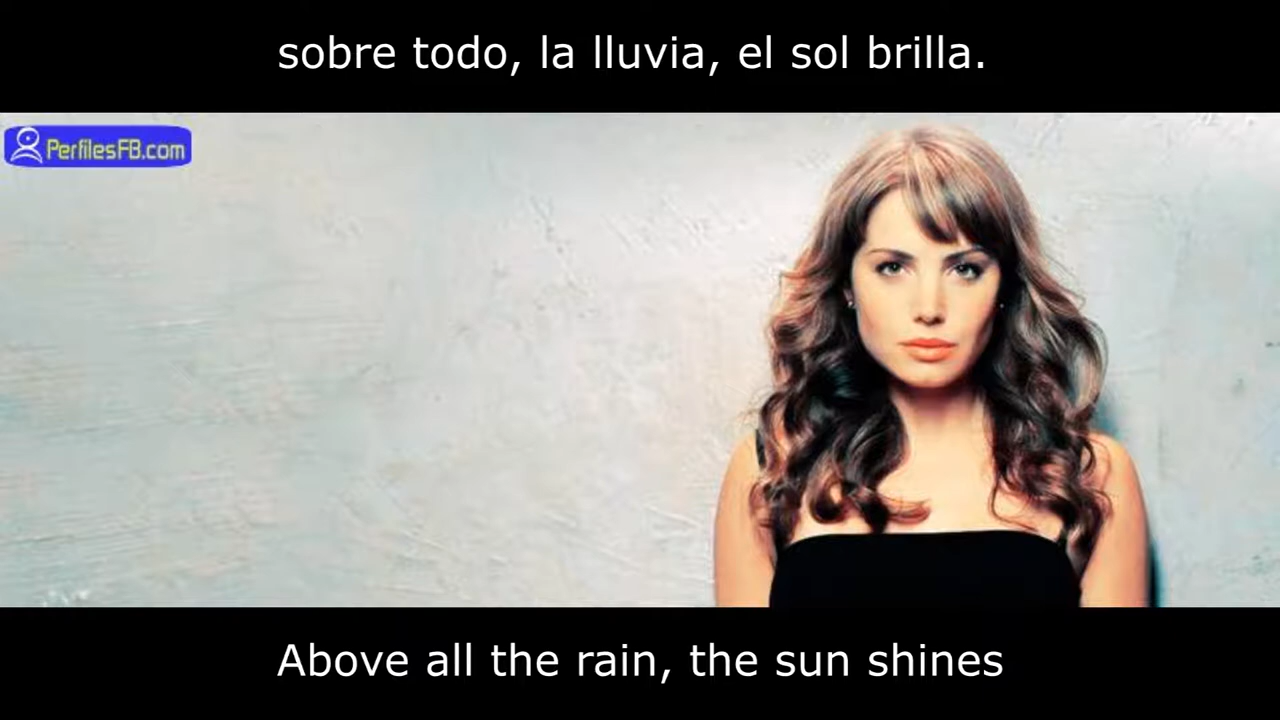 sobre todo, la lluvia, el sol brilla.
PerfilesFB.com
Above all the rain, the sun shines